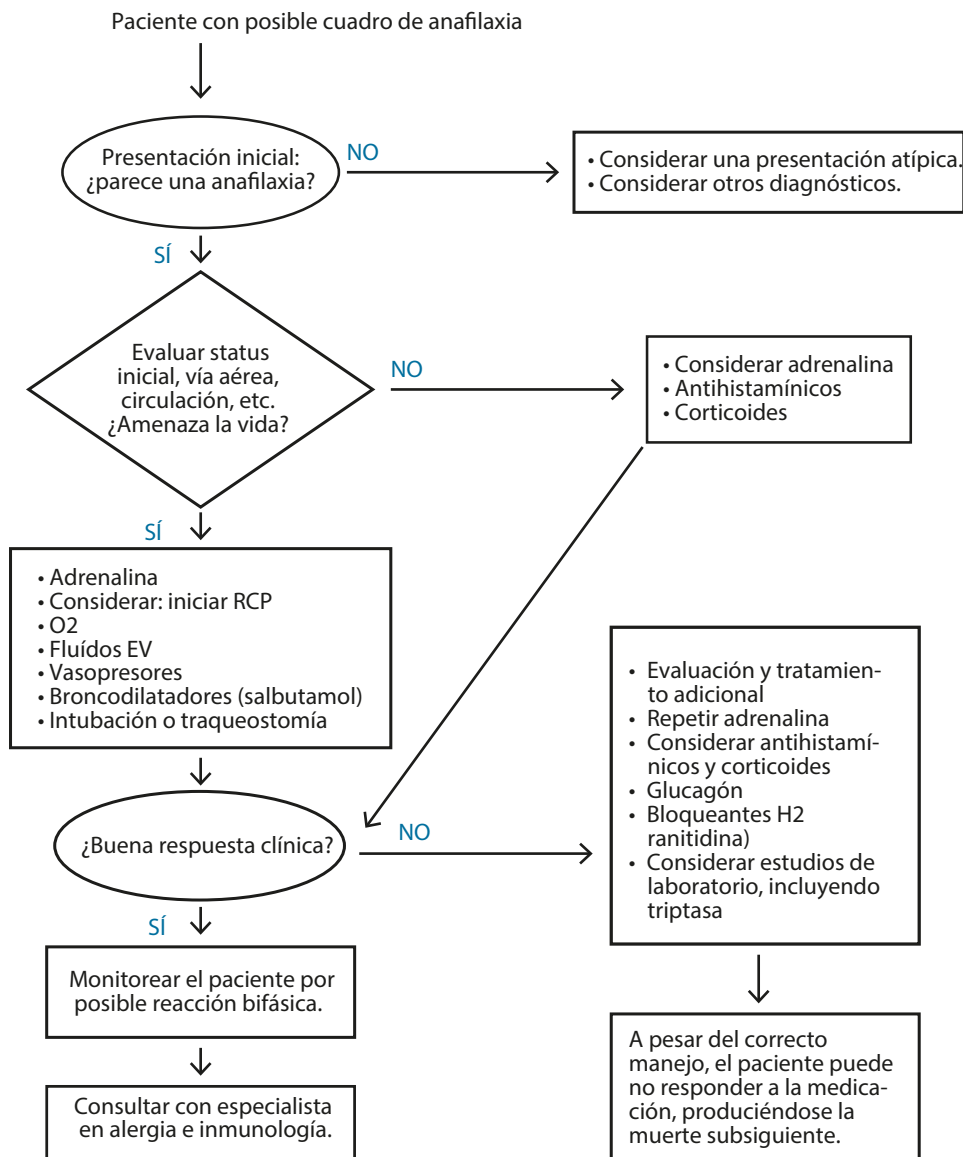 Paciente con posible cuadro de anafilaxia
Presentación inicial:
¿parece una anafilaxia?
NO
• Considerar una presentación atípica.
• Considerar otros diagnósticos.
SÍ
Evaluar status
inicial, vía aérea,
circulación, etc.
¿Amenaza la vida?
NO
• Considerar adrenalina
• Antihistamínicos
• Corticoides
SÍ
• Adrenalina
• Considerar: iniciar RCP
• O2
• Fluídos EV
• Vasopresores
• Broncodilatadores (salbutamol)
• Intubación o traqueostomía
¿Buena respuesta clínica?
NO
• Evaluación y tratamien-
to adicional
• Repetir adrenalina
• Considerar antihistamí-
nicos y corticoides
• Glucagón
• Bloqueantes H2
ranitidina)
• Considerar estudios de
laboratorio, incluyendo
triptasa
SÍ
Monitorear el paciente por
posible reacción bifásica.
Consultar con especialista
en alergia e inmunología.
A pesar del correcto
manejo, el paciente puede
no responder a la medica-
ción, produciéndose la
muerte subsiguiente.